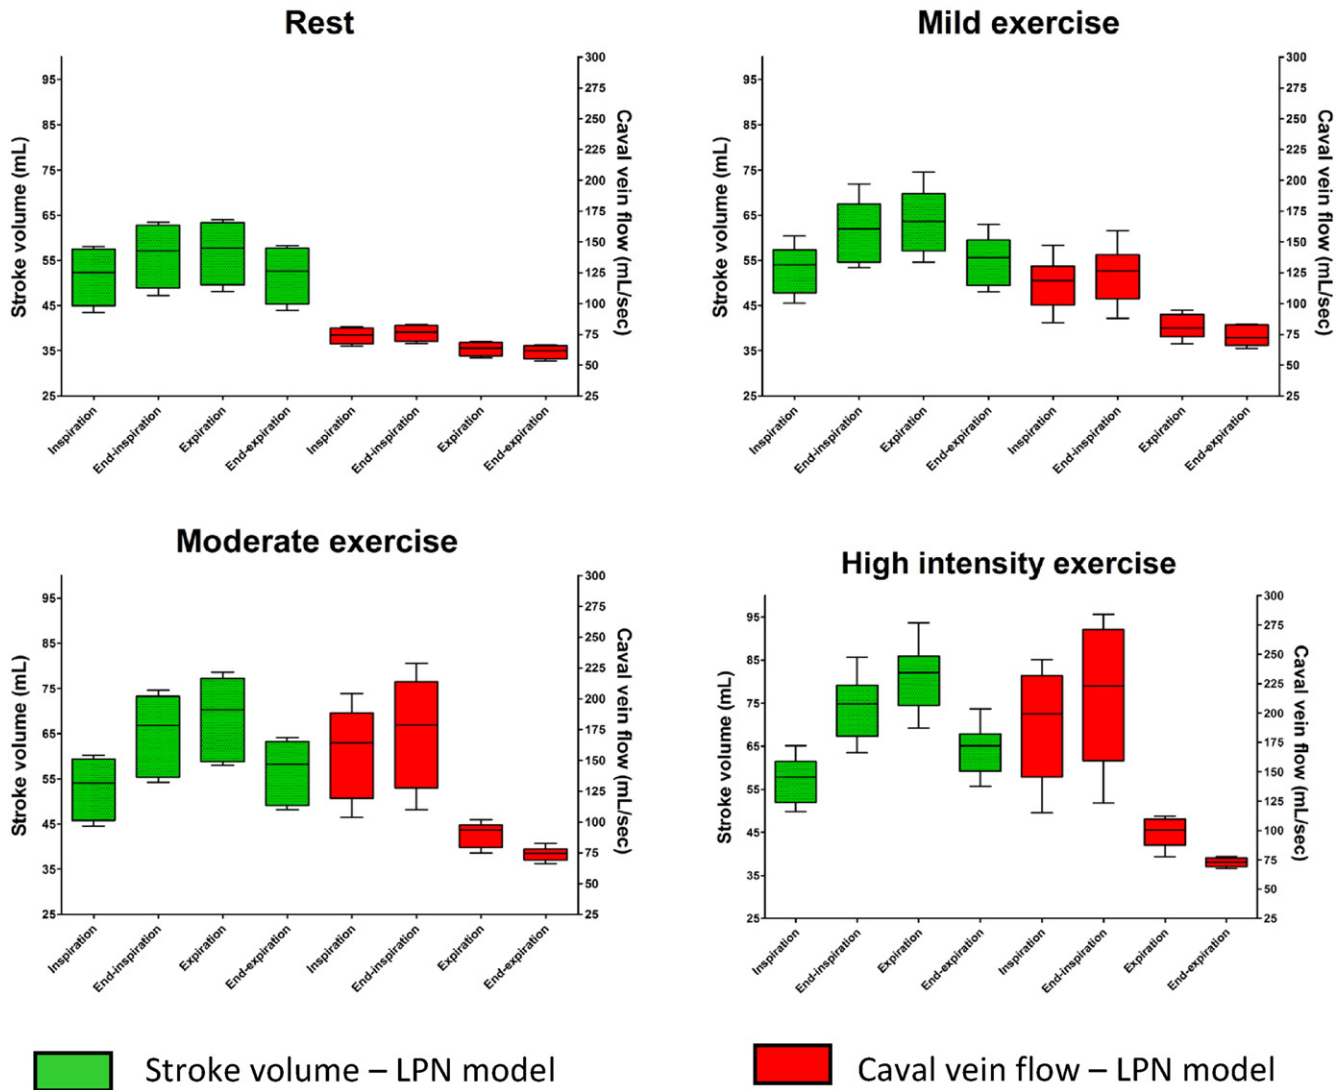 Rest
Stroke volume (mL)
95
85
75
65
55
45
35
25
300
275
250
225
200
175
150
125
100
75
50
25
Caval vein flow (mL/sec)
Inspiration
End-inspiration
Expiration
End-expiration
Inspiration
End-inspiration
Expiration
End-expiration
Mild exercise
Stroke volume (mL)
95
85
75
65
55
45
35
25
300
275
250
225
200
175
150
125
100
75
50
25
Caval vein flow (mL/sec)
Inspiration
End-inspiration
Expiration
End-expiration
Inspiration
End-inspiration
Expiration
End-expiration
Moderate exercise
Stroke volume (mL)
95
85
75
65
55
45
35
25
300
275
250
225
200
175
150
125
100
75
50
25
Caval vein flow (mL/sec)
Inspiration
End-inspiration
Expiration
End-expiration
Inspiration
End-inspiration
Expiration
End-expiration
High intensity exercise
Stroke volume (mL)
95
85
75
65
55
45
35
25
300
275
250
225
200
175
150
125
100
75
50
25
Caval vein flow (mL/sec)
Inspiration
End-inspiration
Expiration
End-expiration
Inspiration
End-inspiration
Expiration
End-expiration
Stroke volume – LPN model
Caval vein flow – LPN model